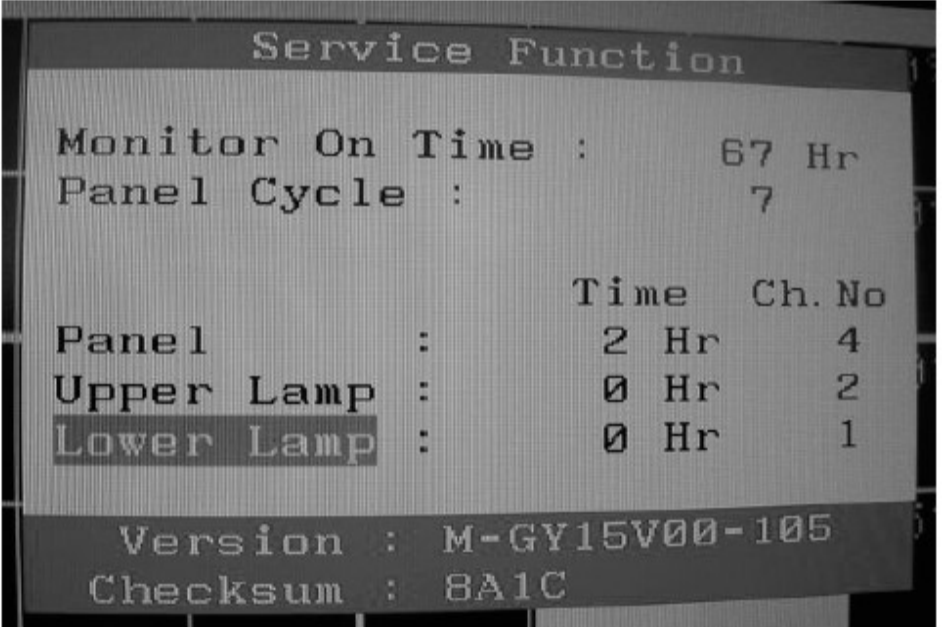 Service Function
Monitor On Time : 67 Hr
Panel Cycle : 7
Time Ch.No
Panel : 2 Hr 4
Upper Lamp : 0 Hr 2
Lower Lamp : 0 Hr 1
Version : M-GY15V00-105
Checksum : 8A1C